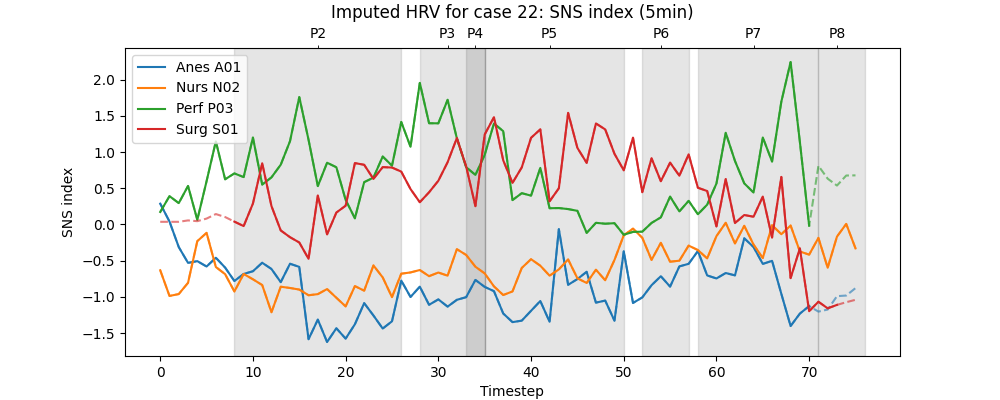 Imputed HRV for case 22: SNS index (5min)
P2 P3 P4 P5 P6 P7 P8
Anes A01
Nurs N02
Perf P03
Surg S01
SNS index
2.0
1.5
1.0
0.5
0.0
−0.5
−1.0
−1.5
0 10 20 30 40 50 60 70
Timestep